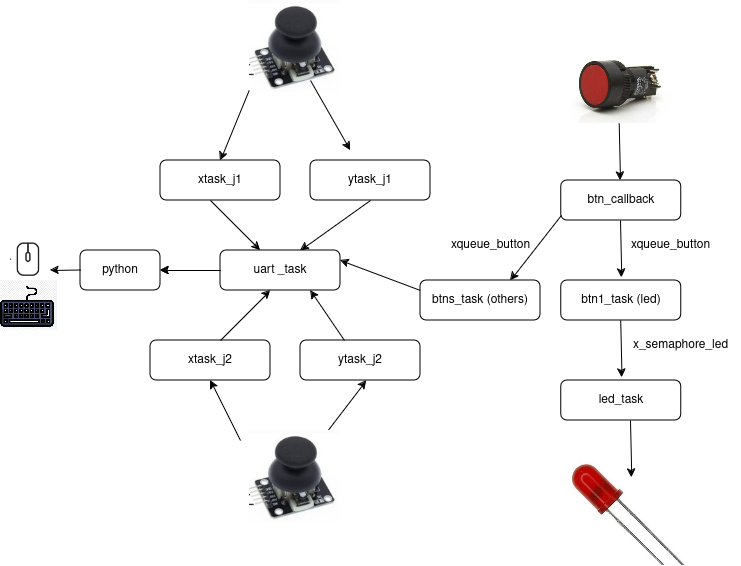 xtask_j1
ytask_j1
btn_callback
xqueue_button
xqueue_button
python
uart _task
btns_task (others)
btn1_task (led)
x_semaphore_led
xtask_j2
ytask_j2
led_task